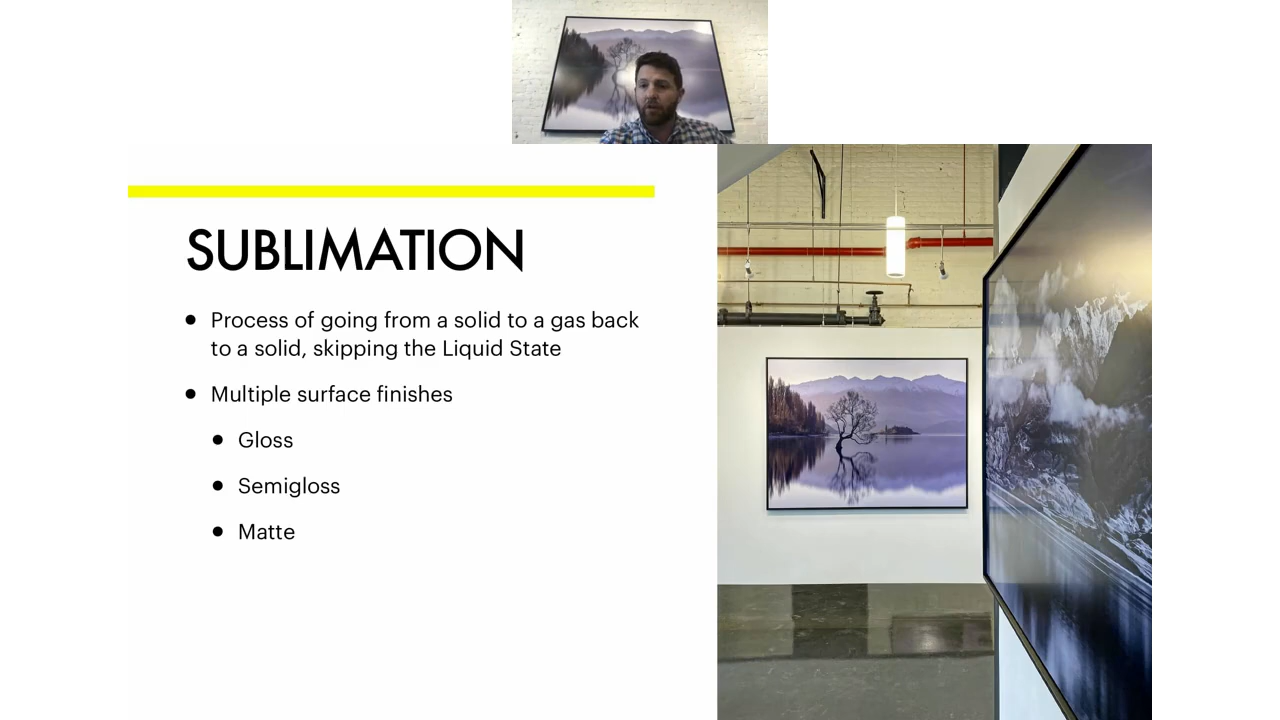 SUBLIMATION
• Process of going from a solid to a gas back
to a solid, skipping the Liquid State
• Multiple surface finishes
• Gloss
• Semigloss
• Matte